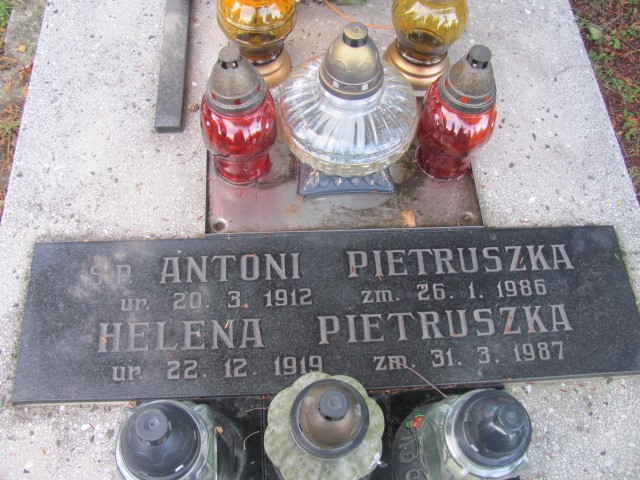 Ś.P. ANTONI PIETRUSZKA
ur. 20. 3. 1912 zm. 26. 1. 1986
HELENA PIETRUSZKA
ur. 22. 12. 1919 zm. 31. 3. 1987